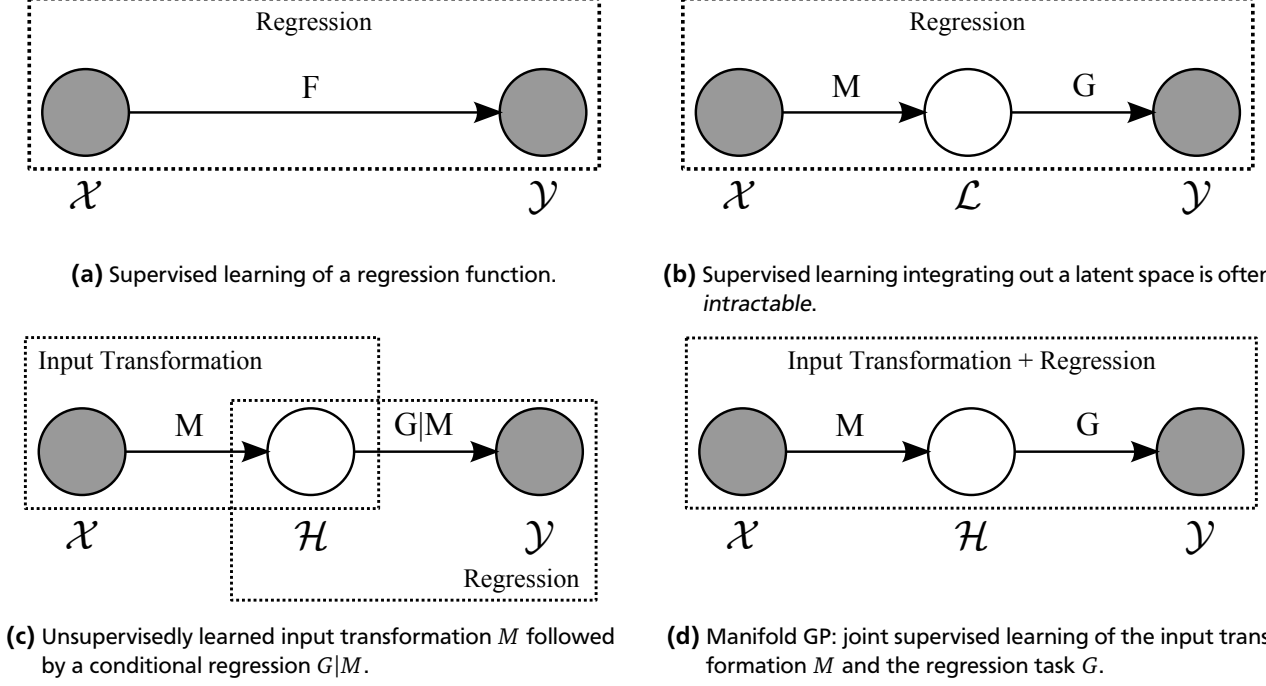 Regression
F
𝒳
𝒴
(a) Supervised learning of a regression function.
Regression
M
G
𝒳
ℒ
𝒴
(b) Supervised learning integrating out a latent space is often
intractable.
Input Transformation
M
G|M
𝒳
ℋ
𝒴
Regression
(c) Unsupervisedly learned input transformation M followed
by a conditional regression G|M.
Input Transformation + Regression
M
G
𝒳
ℋ
𝒴
(d) Manifold GP: joint supervised learning of the input trans
formation M and the regression task G.